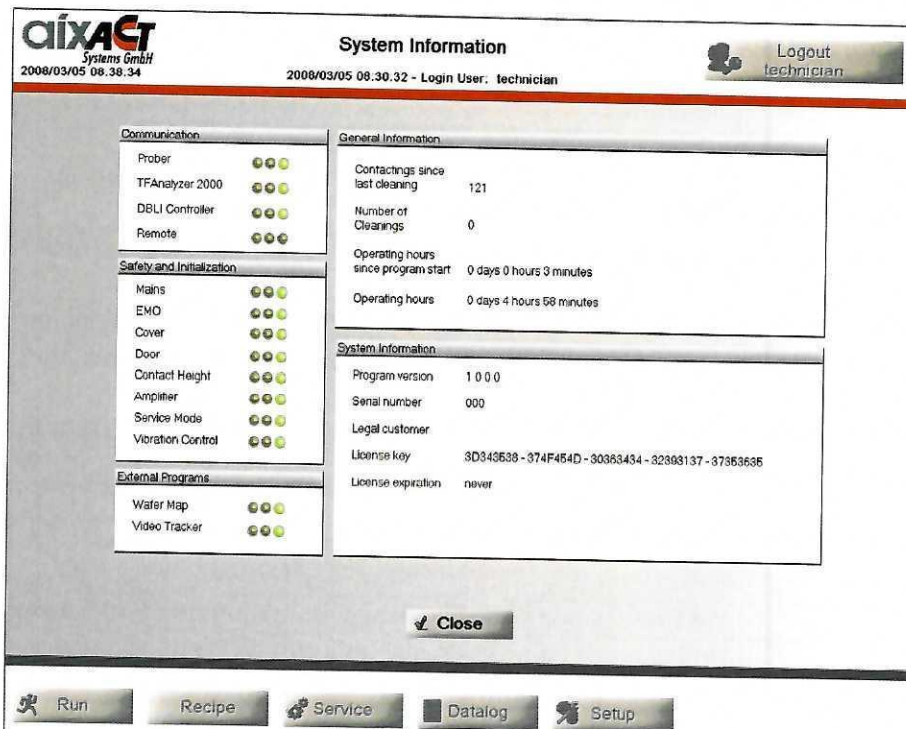 aixACT
Systems GmbH
2008/03/05 08.38.34
System Information
2008/03/05 08.30.32 - Login User: technician
Logout
technician
Communication
Prober
TFAnalyzer 2000
DBLI Controller
Remote
Safety and Initialization
Mains
EMO
Cover
Door
Contact Height
Amplifier
Service Mode
Vibration Control
External Programs
Wafer Map
Video Tracker
General Information
Contactings since
last cleaning 121
Number of
Cleanings 0
Operating hours
since program start 0 days 0 hours 3 minutes
Operating hours 0 days 4 hours 58 minutes
System Information
Program version 1 0 0 0
Serial number 000
Legal customer
License key 3D343538 - 374F454D - 30363434 - 32393137 - 37353635
License expiration never
Close
Run
Recipe
Service
Datalog
Setup